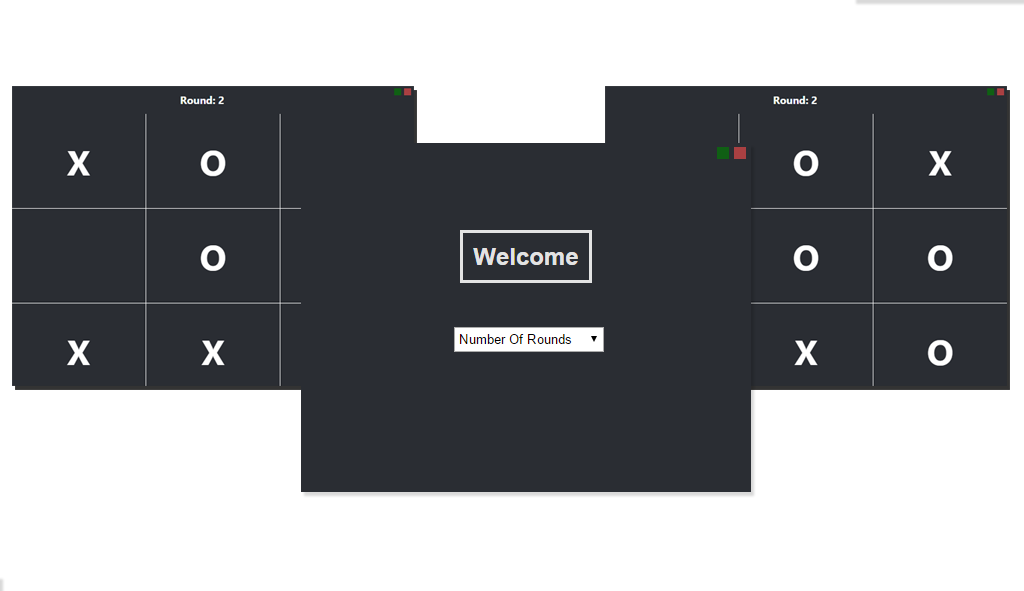 Round: 2
X O
O
X X
Welcome
Number Of Rounds
Round: 2
O X
O O
X O